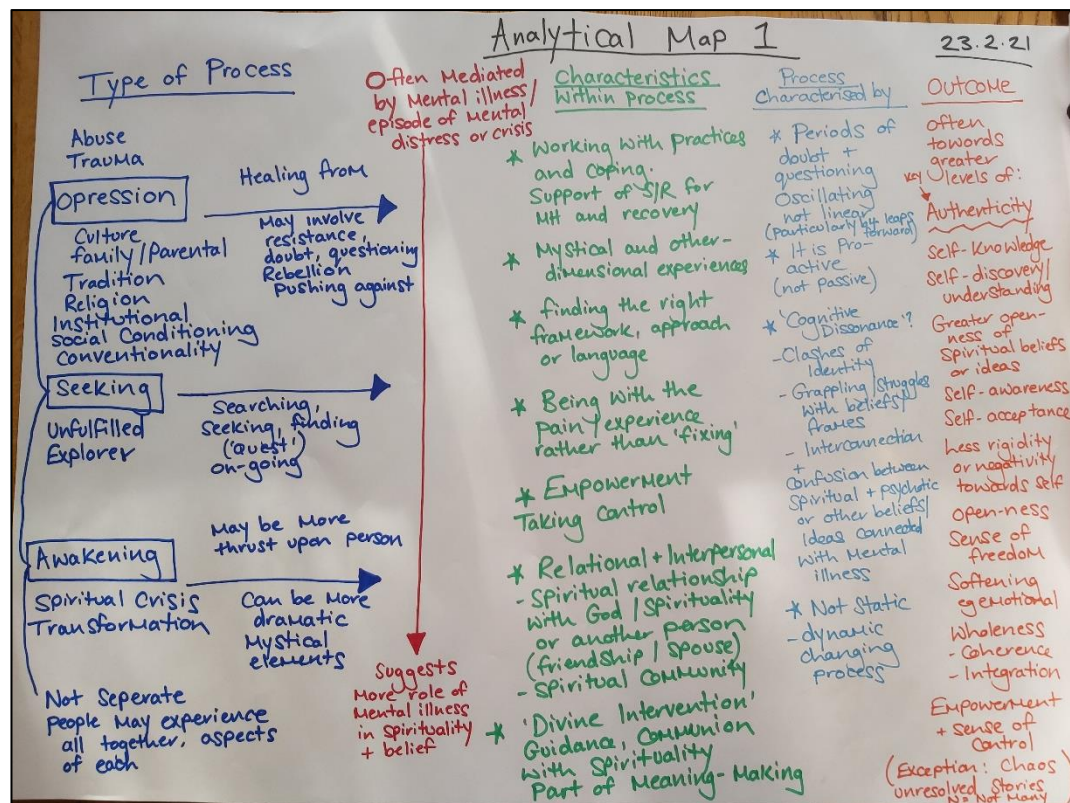 Analytical Map 1
23.2.21
Type of Process
Abuse
Trauma
Opression
Culture
family/Parental
Tradition
Religion
Institutional
social Conditioning
Conventionality
Healing from
May involve
resistance,
doubt, questioning
Rebellion
Pushing against
Seeking
Unfulfilled
Explorer
Searching,
Seeking, finding
('quest')
on-going
Awakening
Spiritual Crisis
Transformation
May be More
thrust upon person
Can be More
dramatic
Mystical
elements
Not Seperate
People May experience
all together, aspects
of each
Often Mediated
by Mental illness/
episode of Mental
distress or crisis
Suggests
More role of
Mental illness
in spirituality
+ belief
Characteristics
within process
* Working with practices
and coping.
Support of S/R for
MH and recovery
* Mystical and other-
dimensional experiences
* finding the right
framework, approach
or language
* Being with the
pain/experience
rather than 'fixing'
* Empowerment
Taking Control
* Relational + Interpersonal
- Spiritual relationship
with God / Spirituality
or another person
(friendship / Spouse)
- Spiritual Community
* 'Divine Intervention'
Guidance, Communion
with Spirituality
Part of Meaning-Making
Process
Characterised by
* Periods of
doubt +
questioning
Oscillating
not linear
(particularly leaps
forward)
* It is Pro-
active
(not passive)
* 'Cognitive
Dissonance'?
- Clashes of
Identity
- Grappling/Struggles
with beliefs/
frames
- Interconnection
+
Confusion between
Spiritual + psychotic
or other beliefs/
Ideas connected
with Mental
illness
* Not Static
- dynamic
changing
process
Outcome
often
towards
greater
levels of:
key
Authenticity
Self-Knowledge
Self-discovery/
understanding
Greater open-
ness of
Spiritual beliefs
or ideas
Self-awareness
Self-acceptance
Less rigidity
or negativity
towards self
open-ness
Sense of
freedom
Softening
eg emotional
Wholeness
- Coherence
- Integration
Empowerment
+ Sense of
Control
(Exception: Chaos
unresolved Stories
Not Many